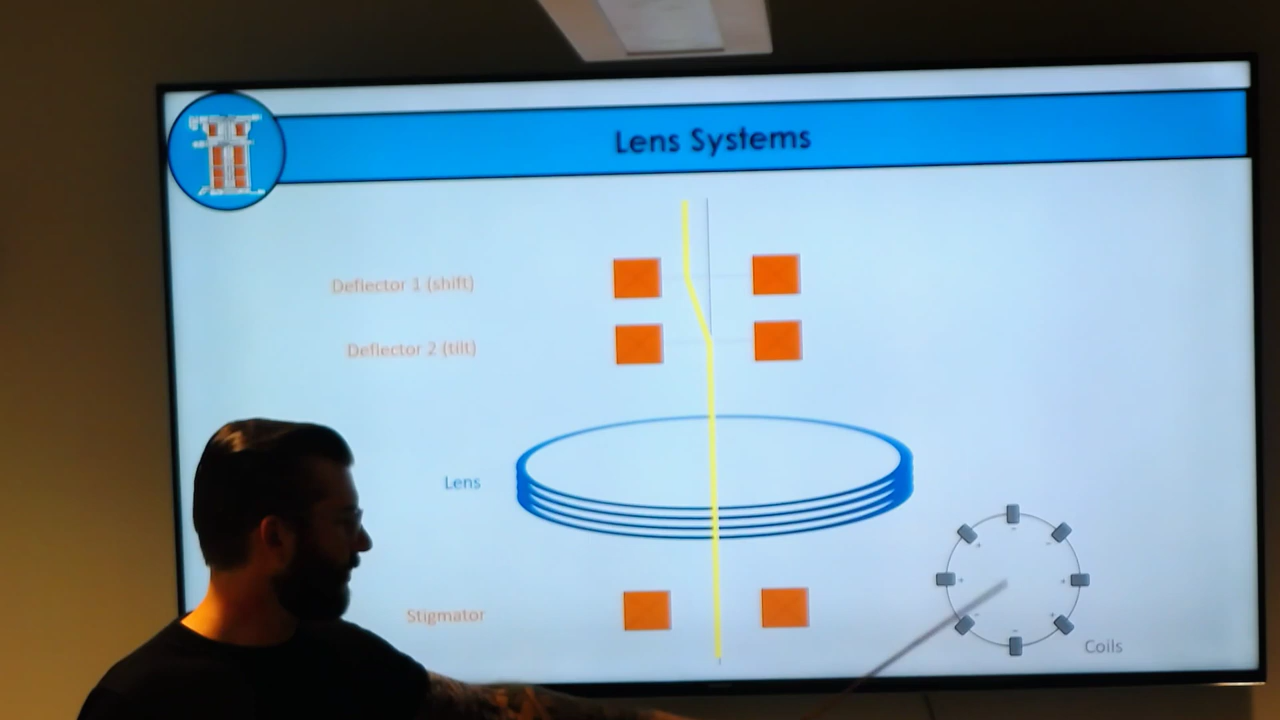 Lens Systems
Deflector 1 (shift)
Deflector 2 (tilt)
Lens
Stigmator
Coils